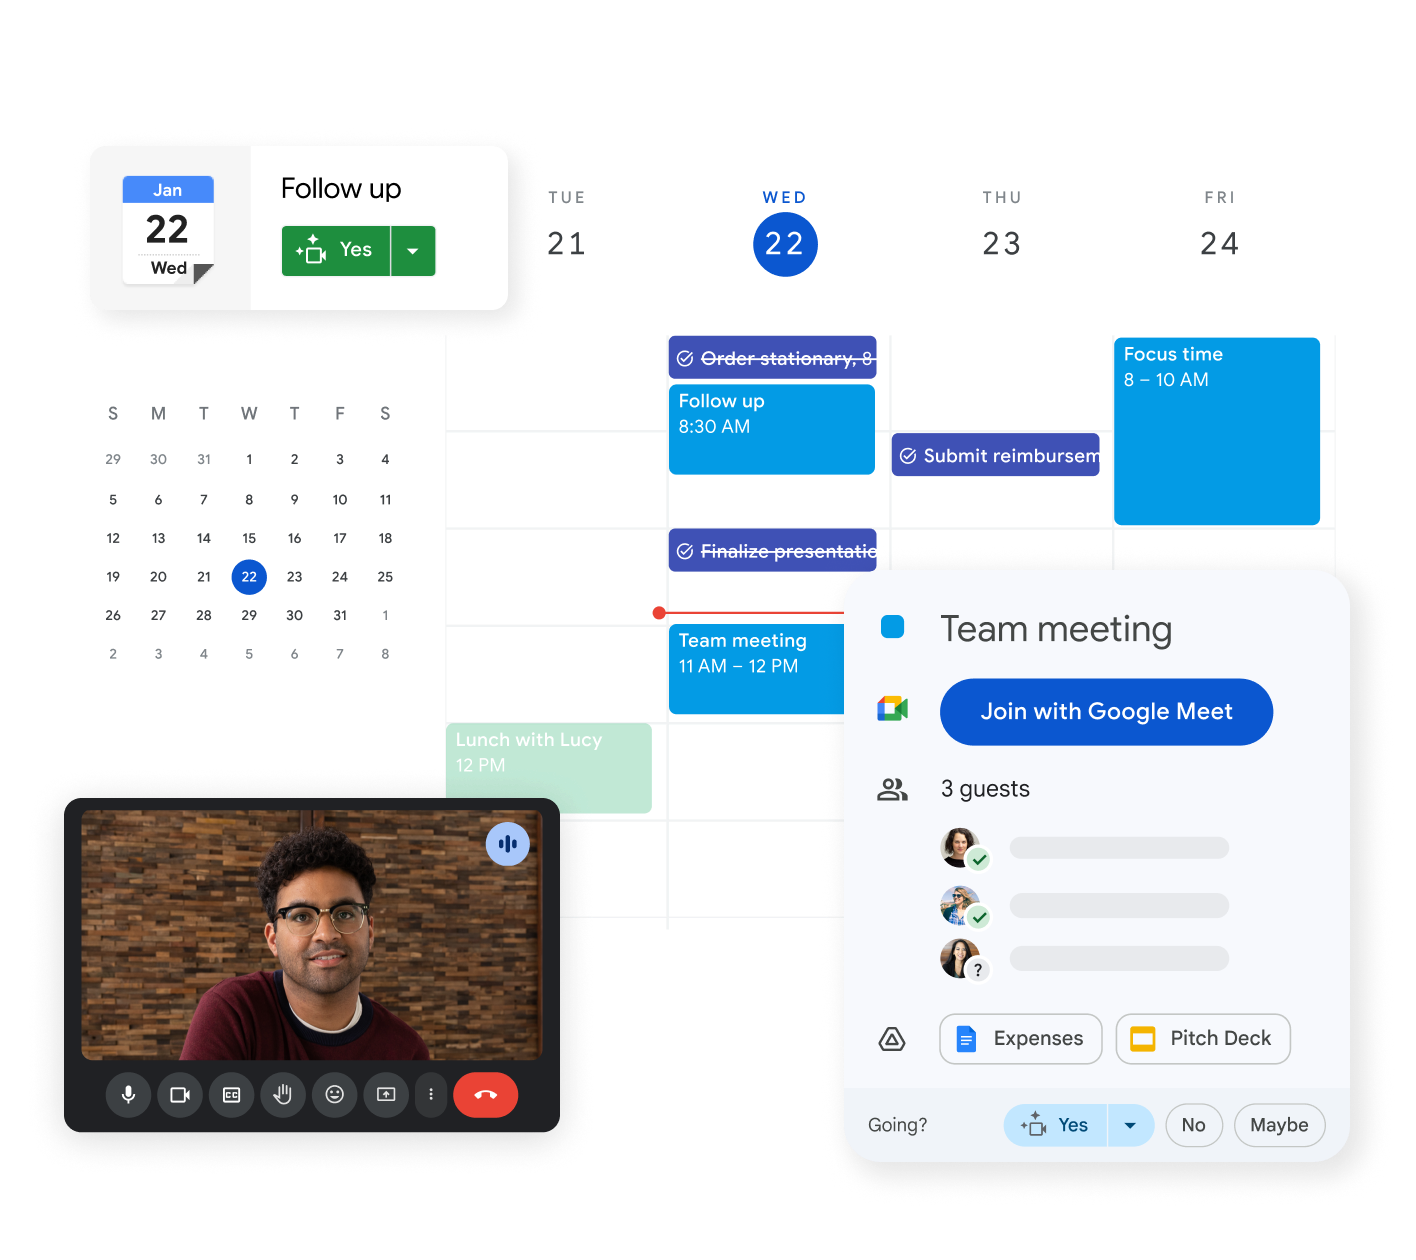 Jan
22
Wed
Follow up
Yes
TUE
21
WED
22
THU
23
FRI
24
S M T W T F S
29 30 31 1 2 3 4
5 6 7 8 9 10 11
12 13 14 15 16 17 18
19 20 21 22 23 24 25
26 27 28 29 30 31 1
2 3 4 5 6 7 8
Order stationary, 8
Follow up
8:30 AM
Finalize presentatio
Team meeting
11 AM – 12 PM
Lunch with Lucy
12 PM
Submit reimbursem
Focus time
8 – 10 AM
Team meeting
Join with Google Meet
3 guests
?
Expenses
Pitch Deck
Going?
Yes
No
Maybe
CC